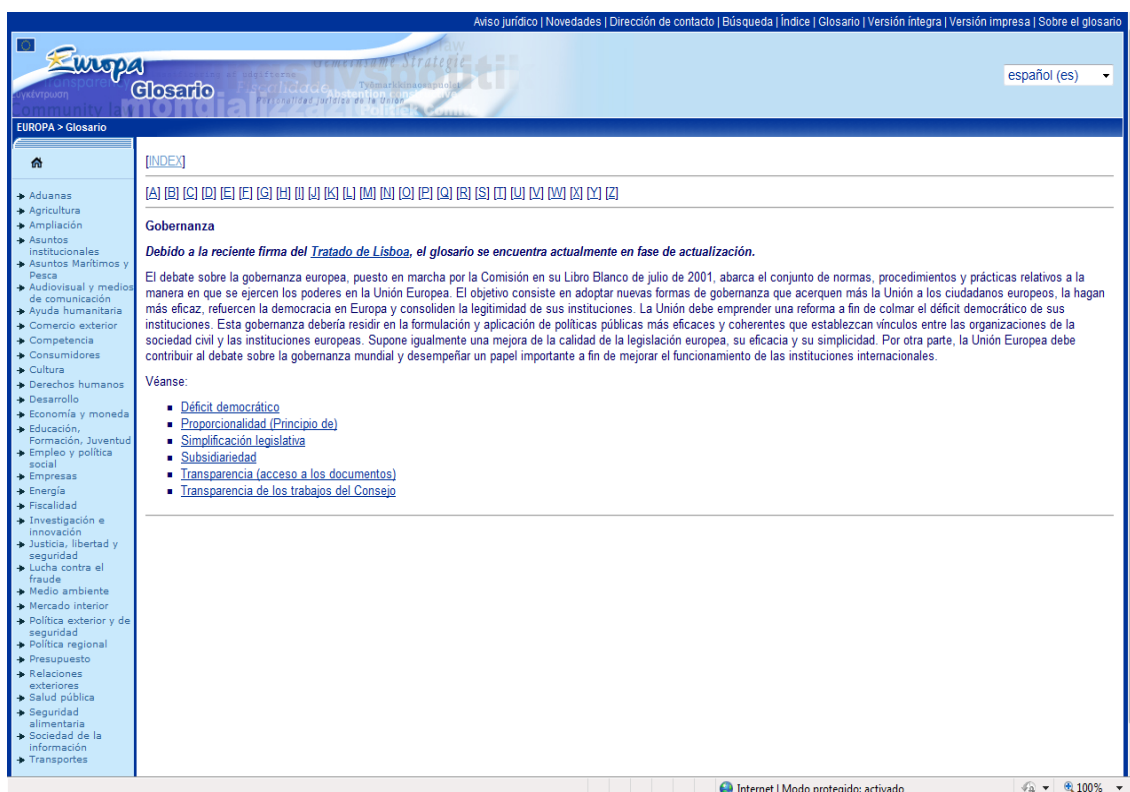 Aviso jurídico | Novedades | Dirección de contacto | Búsqueda | Índice | Glosario | Versión íntegra | Versión impresa | Sobre el glosario
Europa
Glosario
español (es)
EUROPA > Glosario
Aduanas
Agricultura
Ampliación
Asuntos
institucionales
Asuntos Marítimos y
Pesca
Audiovisual y medios
de comunicación
Ayuda humanitaria
Comercio exterior
Competencia
Consumidores
Cultura
Derechos humanos
Desarrollo
Economía y moneda
Educación,
Formación, Juventud
Empleo y política
social
Empresas
Energía
Fiscalidad
Investigación e
innovación
Justicia, libertad y
seguridad
Lucha contra el
fraude
Medio ambiente
Mercado interior
Política exterior y de
seguridad
Política regional
Presupuesto
Relaciones
exteriores
Salud pública
Seguridad
alimentaria
Sociedad de la
información
Transportes
[INDEX]
[A] [B] [C] [D] [E] [F] [G] [H] [I] [J] [K] [L] [M] [N] [O] [P] [Q] [R] [S] [T] [U] [V] [W] [X] [Y] [Z]
Gobernanza
Debido a la reciente firma del Tratado de Lisboa, el glosario se encuentra actualmente en fase de actualización.
El debate sobre la gobernanza europea, puesto en marcha por la Comisión en su Libro Blanco de julio de 2001, abarca el conjunto de normas, procedimientos y prácticas relativos a la
manera en que se ejercen los poderes en la Unión Europea. El objetivo consiste en adoptar nuevas formas de gobernanza que acerquen más la Unión a los ciudadanos europeos, la hagan
más eficaz, refuercen la democracia en Europa y consoliden la legitimidad de sus instituciones. La Unión debe emprender una reforma a fin de colmar el déficit democrático de sus
instituciones. Esta gobernanza debería residir en la formulación y aplicación de políticas públicas más eficaces y coherentes que establezcan vínculos entre las organizaciones de la
sociedad civil y las instituciones europeas. Supone igualmente una mejora de la calidad de la legislación europea, su eficacia y su simplicidad. Por otra parte, la Unión Europea debe
contribuir al debate sobre la gobernanza mundial y desempeñar un papel importante a fin de mejorar el funcionamiento de las instituciones internacionales.
Véanse:
Déficit democrático
Proporcionalidad (Principio de)
Simplificación legislativa
Subsidiariedad
Transparencia (acceso a los documentos)
Transparencia de los trabajos del Consejo
Internet | Modo protegido: activado
100%